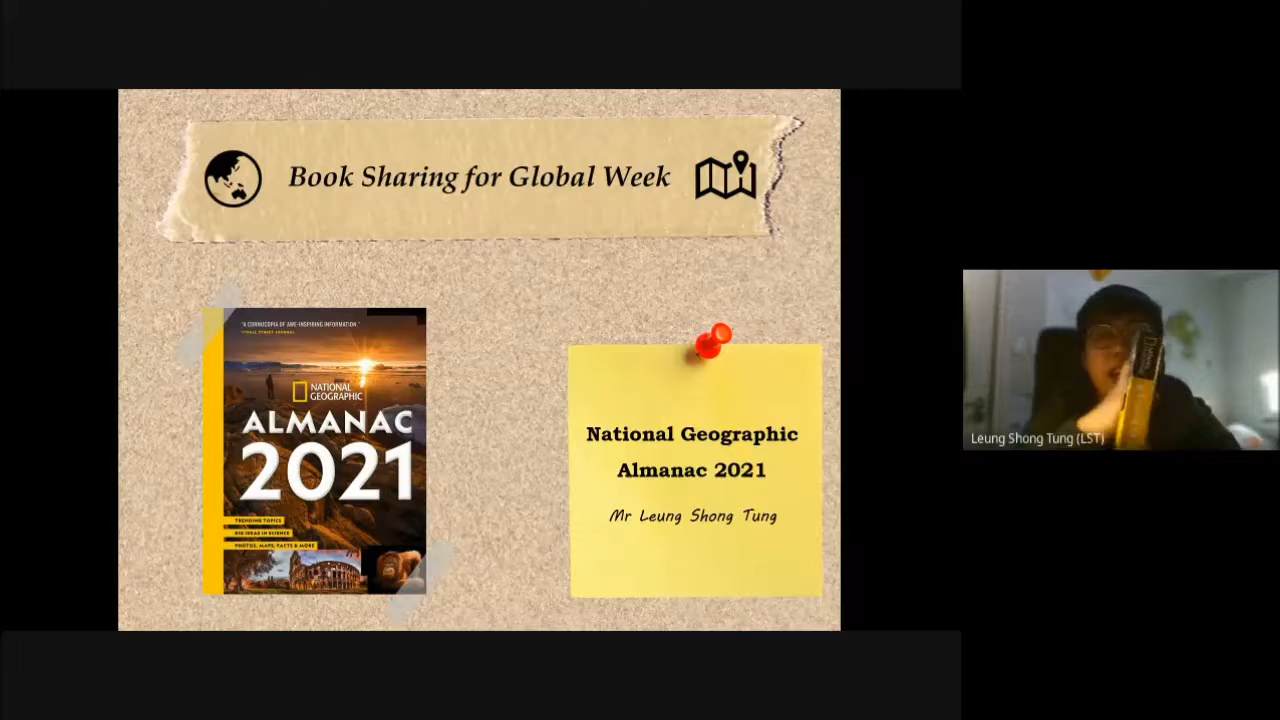 Book Sharing for Global Week
"A CORNUCOPIA OF AWE-INSPIRING INFORMATION."
NATIONAL
GEOGRAPHIC
ALMANAC
2021
TRENDING TOPICS
BIG IDEAS IN SCIENCE
PHOTOS, MAPS, FACTS & MORE
National Geographic
Almanac 2021
Mr Leung Shong Tung
Leung Shong Tung (LST)